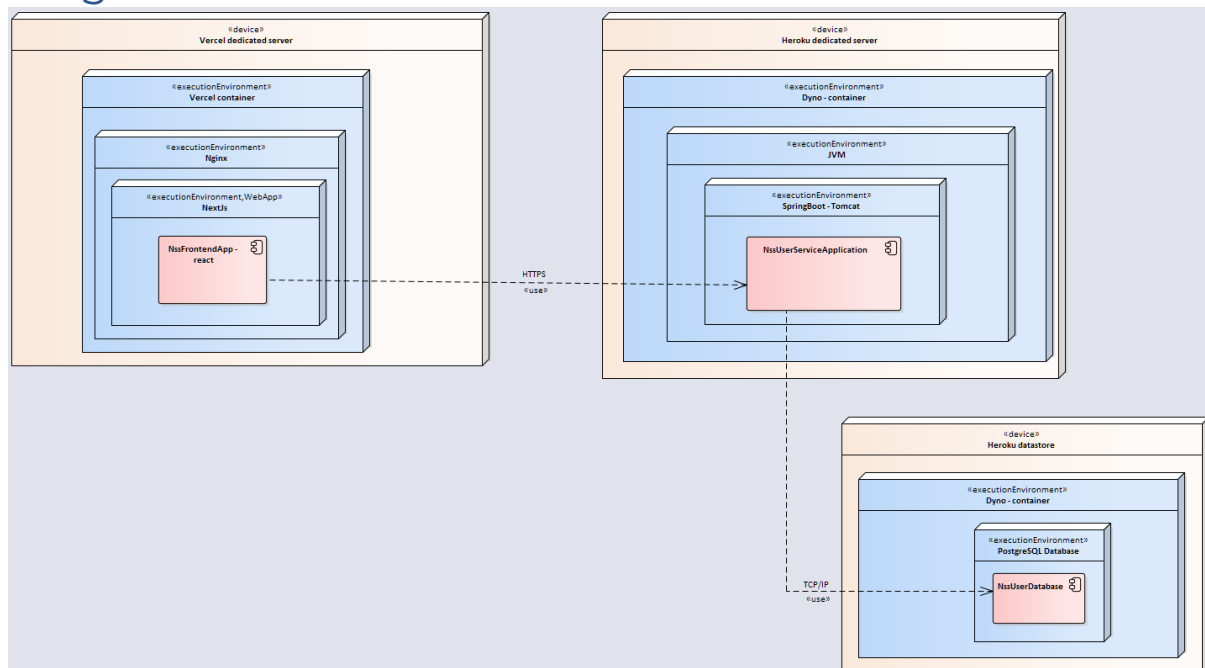 «device»
Vercel dedicated server
«executionEnvironment»
Vercel container
«executionEnvironment»
Nginx
«executionEnvironment,WebApp»
NextJs
NssFrontendApp -
react
HTTPS
«use»
«device»
Heroku dedicated server
«executionEnvironment»
Dyno - container
«executionEnvironment»
JVM
«executionEnvironment»
SpringBoot - Tomcat
NssUserServiceApplication
TCP/IP
«use»
«device»
Heroku datastore
«executionEnvironment»
Dyno - container
«executionEnvironment»
PostgreSQL Database
NssUserDatabase